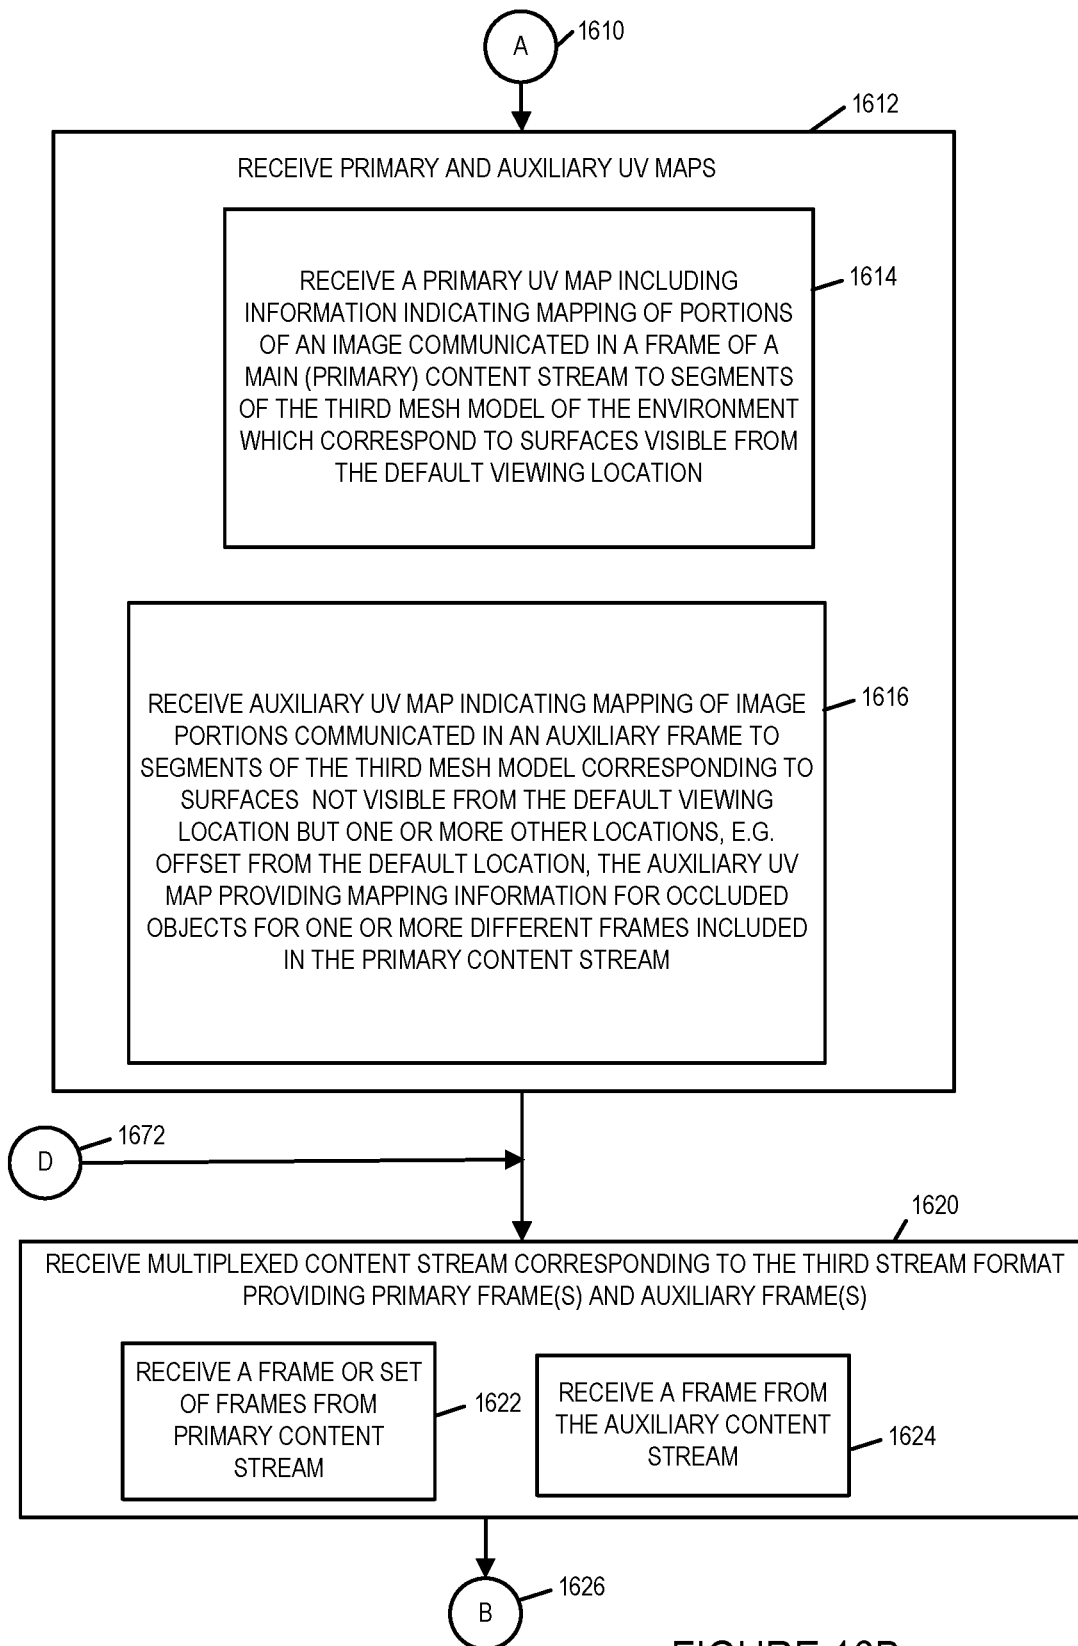 A
1610
1612
RECEIVE PRIMARY AND AUXILIARY UV MAPS
RECEIVE A PRIMARY UV MAP INCLUDING
INFORMATION INDICATING MAPPING OF PORTIONS
OF AN IMAGE COMMUNICATED IN A FRAME OF A
MAIN (PRIMARY) CONTENT STREAM TO SEGMENTS
OF THE THIRD MESH MODEL OF THE ENVIRONMENT
WHICH CORRESPOND TO SURFACES VISIBLE FROM
THE DEFAULT VIEWING LOCATION
1614
RECEIVE AUXILIARY UV MAP INDICATING MAPPING OF IMAGE
PORTIONS COMMUNICATED IN AN AUXILIARY FRAME TO
SEGMENTS OF THE THIRD MESH MODEL CORRESPONDING TO
SURFACES NOT VISIBLE FROM THE DEFAULT VIEWING
LOCATION BUT ONE OR MORE OTHER LOCATIONS, E.G.
OFFSET FROM THE DEFAULT LOCATION, THE AUXILIARY UV
MAP PROVIDING MAPPING INFORMATION FOR OCCLUDED
OBJECTS FOR ONE OR MORE DIFFERENT FRAMES INCLUDED
IN THE PRIMARY CONTENT STREAM
1616
D
1672
1620
RECEIVE MULTIPLEXED CONTENT STREAM CORRESPONDING TO THE THIRD STREAM FORMAT
PROVIDING PRIMARY FRAME(S) AND AUXILIARY FRAME(S)
RECEIVE A FRAME OR SET
OF FRAMES FROM
PRIMARY CONTENT
STREAM
1622
RECEIVE A FRAME FROM
THE AUXILIARY CONTENT
STREAM
1624
B
1626